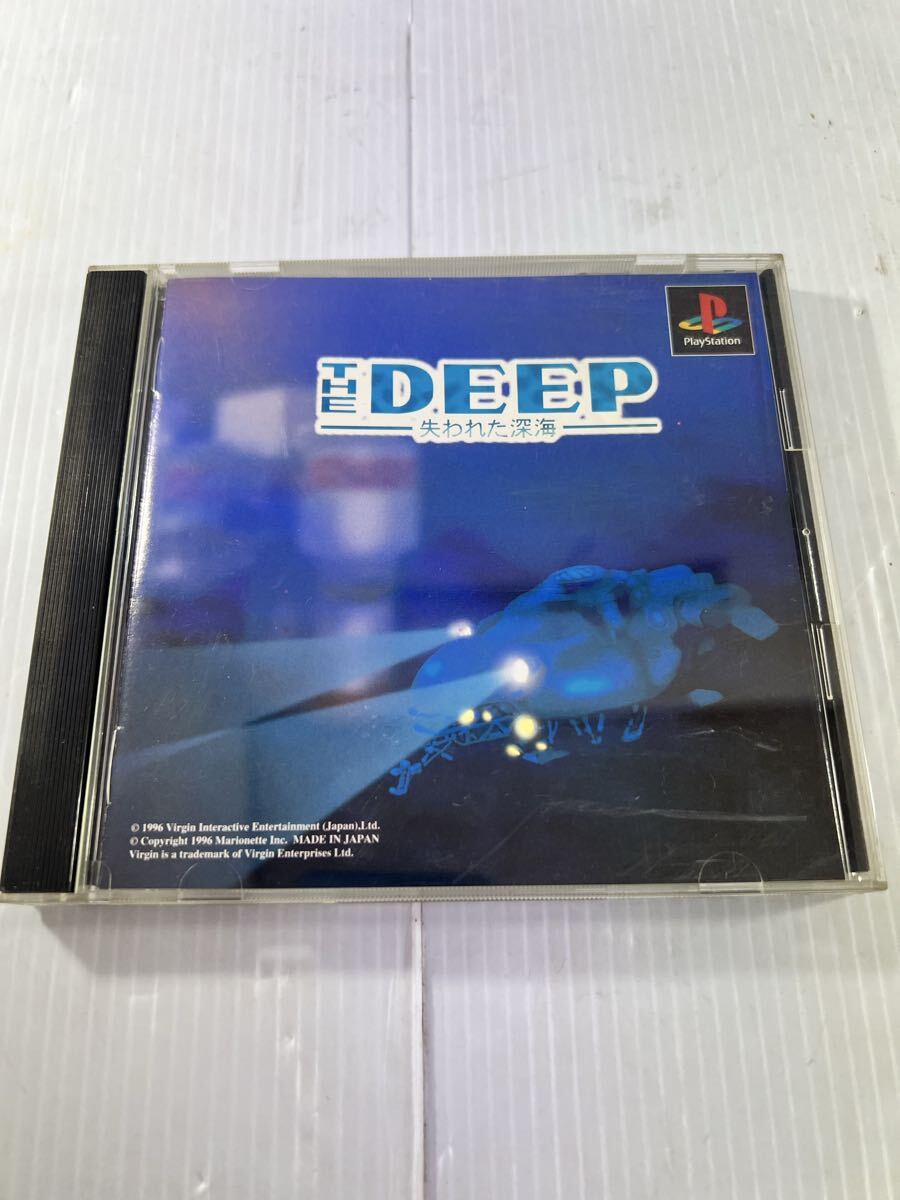 PlayStation
THE DEEP
失われた深海
© 1996 Virgin Interactive Entertainment (Japan),Ltd.
© Copyright 1996 Marionette Inc. MADE IN JAPAN
Virgin is a trademark of Virgin Enterprises Ltd.